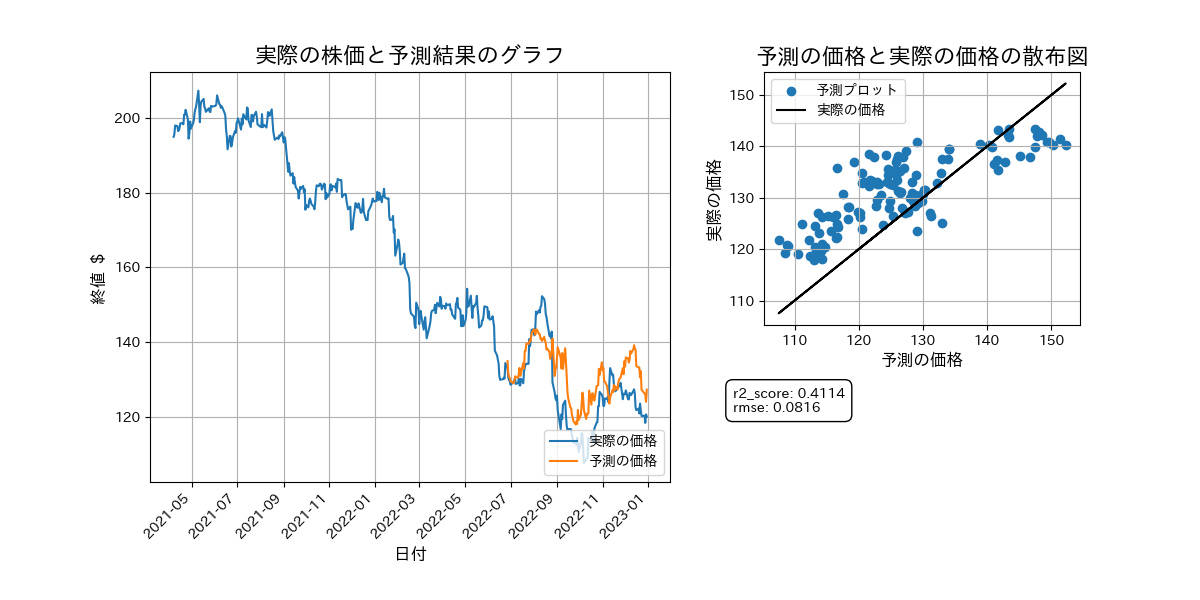 実際の株価と予測結果のグラフ
200
180
160
140
120
終値 $
2021-05
2021-07
2021-09
2021-11
2022-01
2022-03
2022-05
2022-07
2022-09
2022-11
2023-01
日付
実際の価格
予測の価格
予測の価格と実際の価格の散布図
予測プロット
実際の価格
150
140
130
120
110
実際の価格
110
120
130
140
150
予測の価格
r2_score: 0.4114
rmse: 0.0816